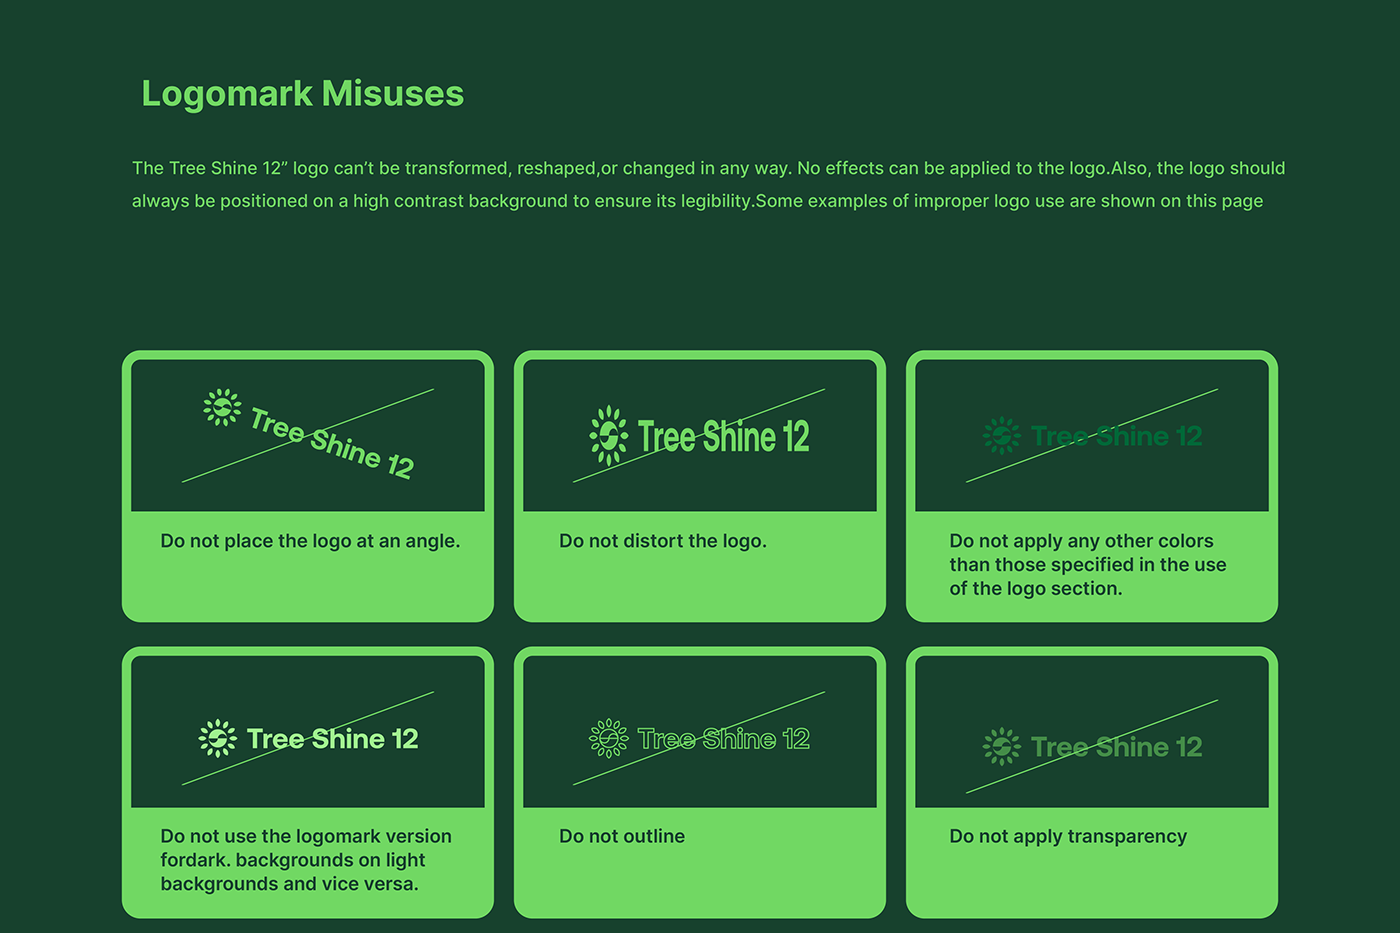 Logomark Misuses
The Tree Shine 12” logo can’t be transformed, reshaped,or changed in any way. No effects can be applied to the logo.Also, the logo should
always be positioned on a high contrast background to ensure its legibility.Some examples of improper logo use are shown on this page
Tree Shine 12
Do not place the logo at an angle.
Tree Shine 12
Do not distort the logo.
Tree Shine 12
Do not apply any other colors
than those specified in the use
of the logo section.
Tree Shine 12
Do not use the logomark version
fordark. backgrounds on light
backgrounds and vice versa.
Tree Shine 12
Do not outline
Tree Shine 12
Do not apply transparency